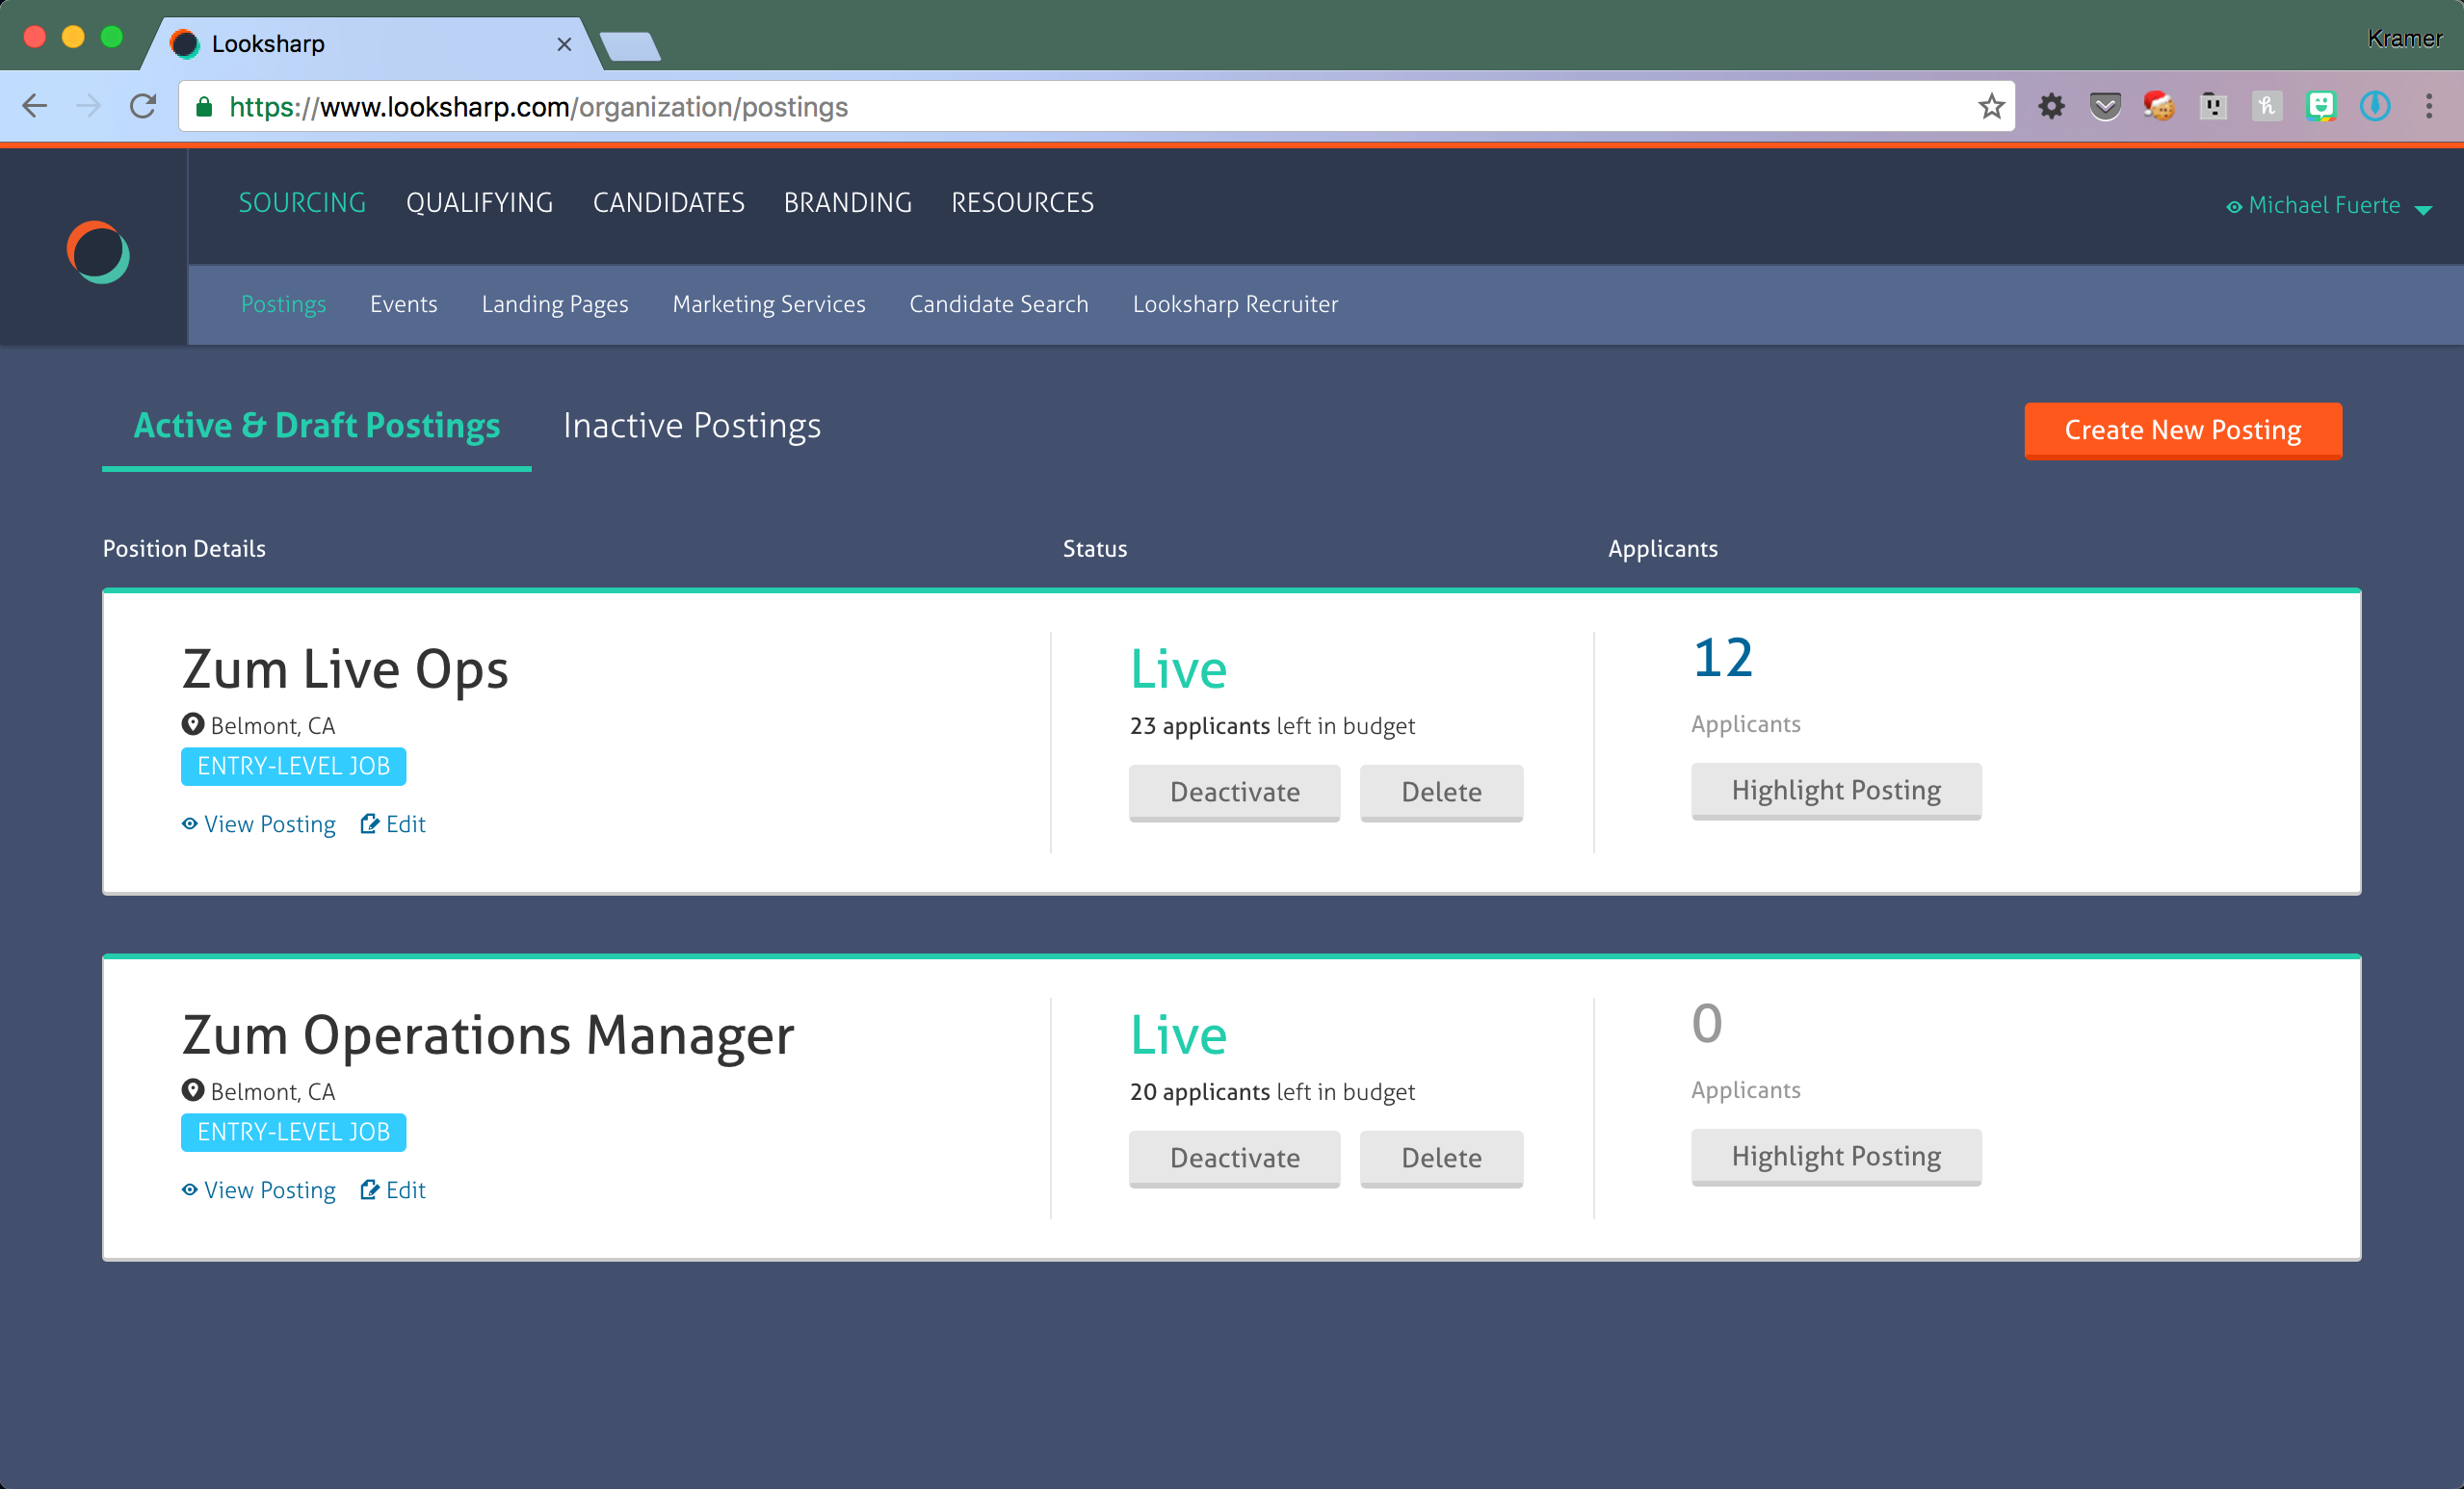 Looksharp
Kramer
https://www.looksharp.com/organization/postings
SOURCING QUALIFYING CANDIDATES BRANDING RESOURCES
Michael Fuerte
Postings Events Landing Pages Marketing Services Candidate Search Looksharp Recruiter
Active & Draft Postings Inactive Postings
Create New Posting
Position Details Status Applicants
Zum Live Ops
Belmont, CA
ENTRY-LEVEL JOB
View Posting Edit
Live
23 applicants left in budget
Deactivate Delete
12
Applicants
Highlight Posting
Zum Operations Manager
Belmont, CA
ENTRY-LEVEL JOB
View Posting Edit
Live
20 applicants left in budget
Deactivate Delete
0
Applicants
Highlight Posting